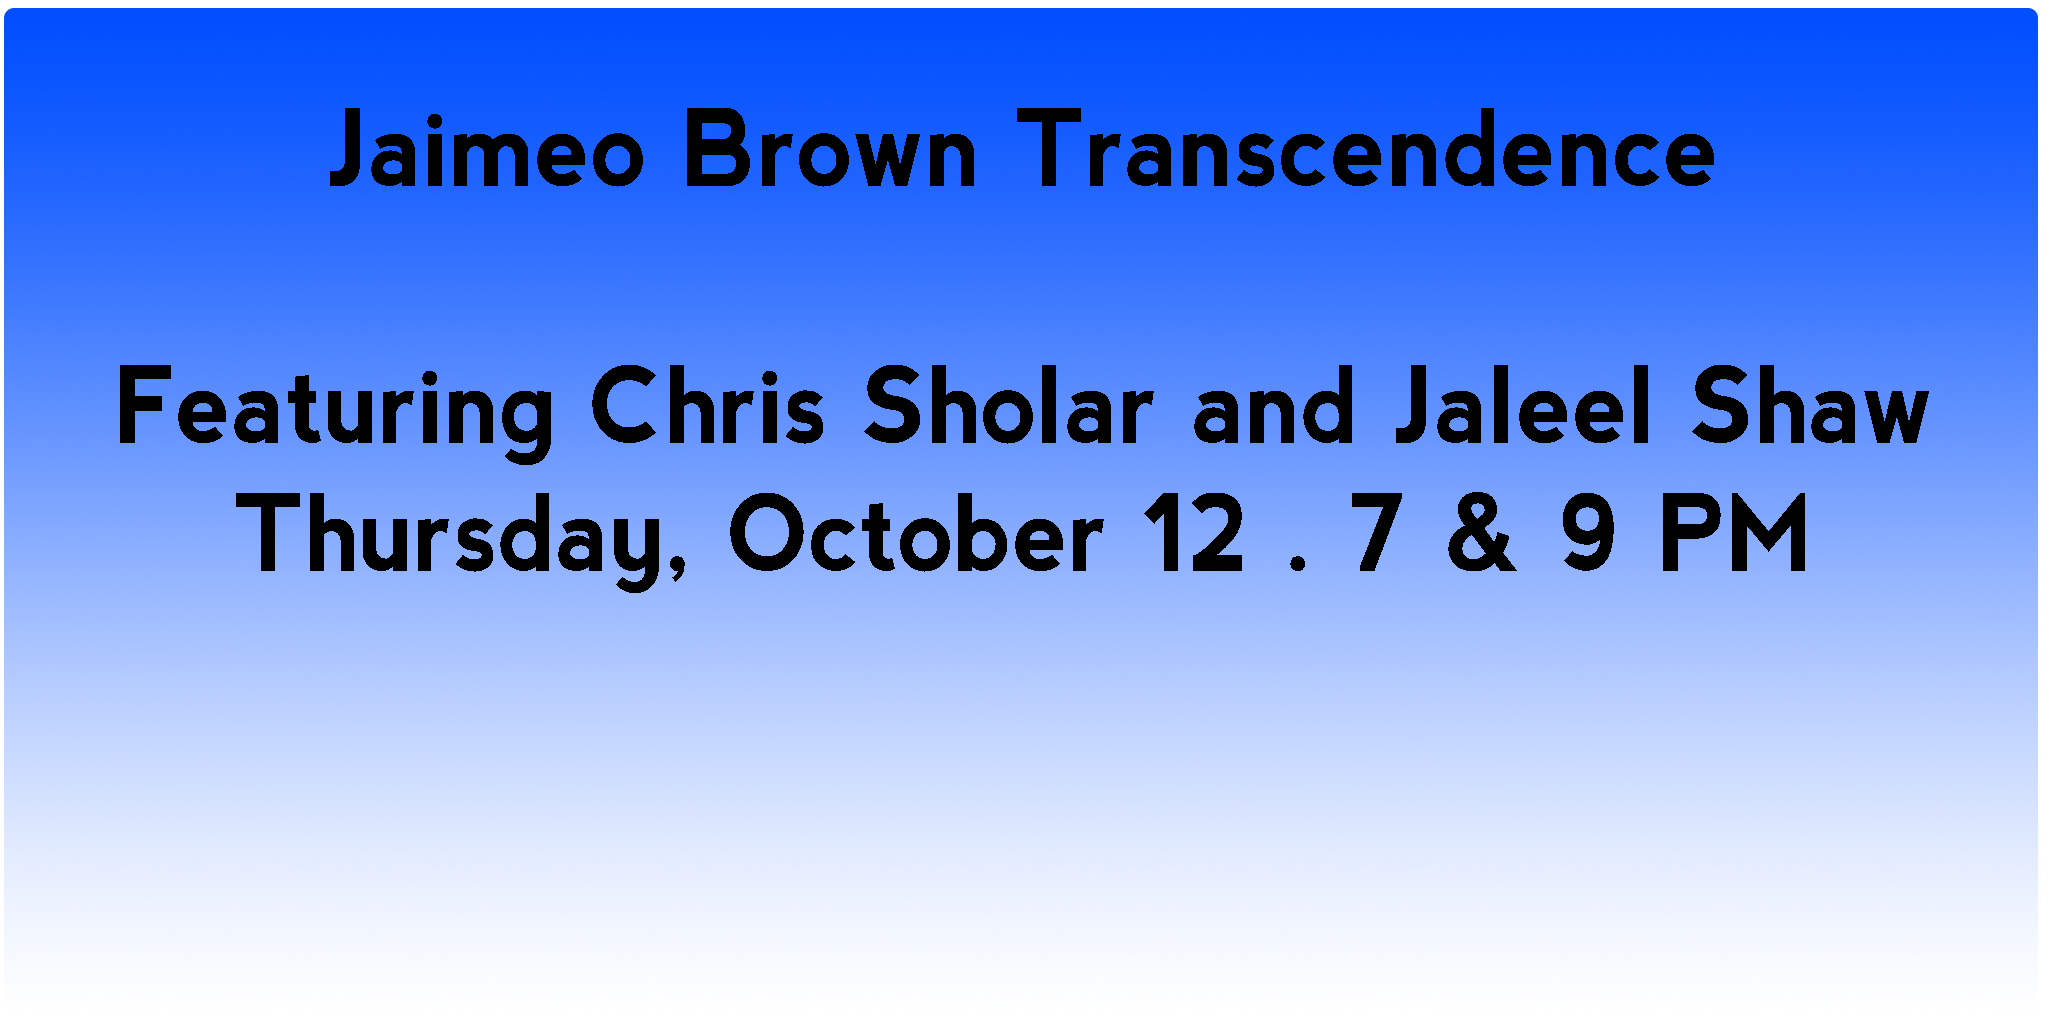 Jaimeo Brown Transcendence
Featuring Chris Sholar and Jaleel Shaw
Thursday, October 12 . 7 & 9 PM